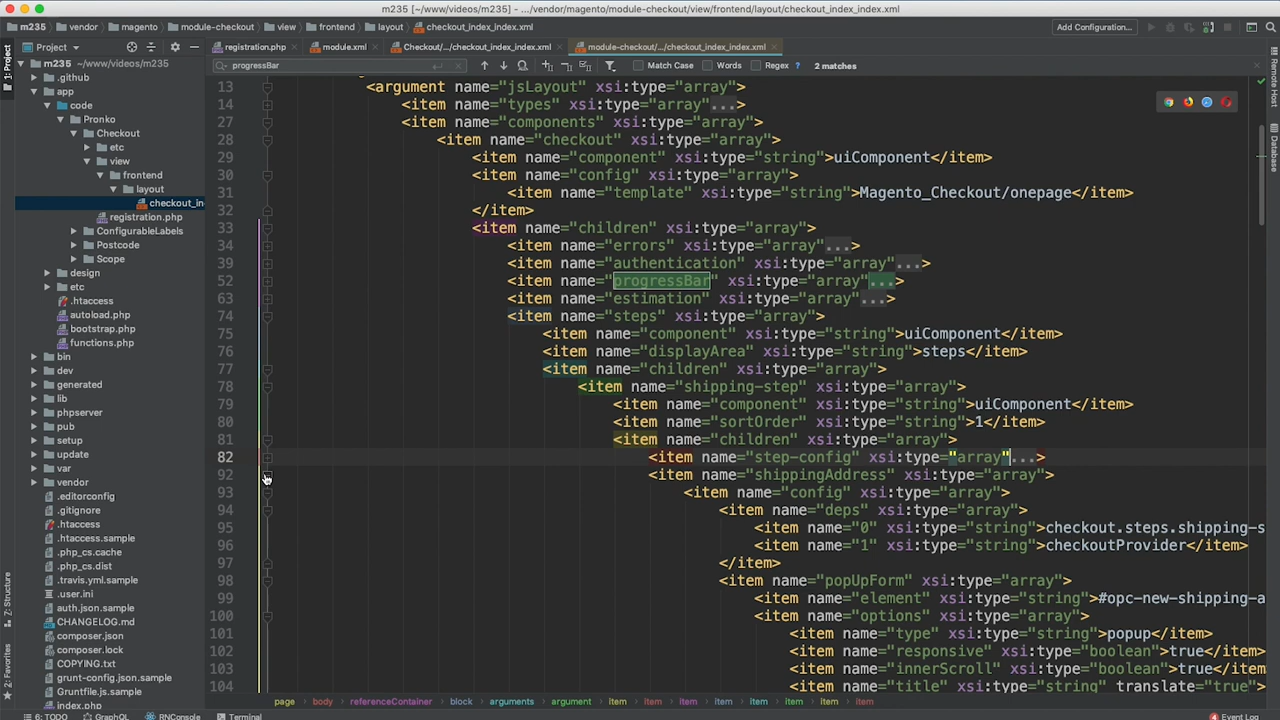 m235 [~/www/videos/m235] - .../vendor/magento/module-checkout/view/frontend/layout/checkout_index_index.xml
m235 vendor magento module-checkout view frontend layout checkout_index_index.xml Add Configuration...
Project
registration.php module.xml Checkout/.../checkout_index_index.xml module-checkout/.../checkout_index_index.xml
progressBar Match Case Words Regex ? 2 matches
1: Project
Z: Structure
2: Favorites
Remote Host
Database
m235 ~/www/videos/m235
.github
app
code
Pronko
Checkout
etc
view
frontend
layout
checkout_in
registration.php
ConfigurableLabels
Postcode
Scope
design
etc
.htaccess
autoload.php
bootstrap.php
functions.php
bin
dev
generated
lib
phpserver
pub
setup
update
var
vendor
.editorconfig
.gitignore
.htaccess
.htaccess.sample
.php_cs.cache
.php_cs.dist
.travis.yml.sample
.user.ini
auth.json.sample
CHANGELOG.md
composer.json
composer.lock
COPYING.txt
grunt-config.json.sample
Gruntfile.js.sample
index.php
13 <argument name="jsLayout" xsi:type="array">
14 <item name="types" xsi:type="array"...>
27 <item name="components" xsi:type="array">
28 <item name="checkout" xsi:type="array">
29 <item name="component" xsi:type="string">uiComponent</item>
30 <item name="config" xsi:type="array">
31 <item name="template" xsi:type="string">Magento_Checkout/onepage</item>
32 </item>
33 <item name="children" xsi:type="array">
34 <item name="errors" xsi:type="array"...>
39 <item name="authentication" xsi:type="array"...>
52 <item name="progressBar" xsi:type="array"...>
63 <item name="estimation" xsi:type="array"...>
74 <item name="steps" xsi:type="array">
75 <item name="component" xsi:type="string">uiComponent</item>
76 <item name="displayArea" xsi:type="string">steps</item>
77 <item name="children" xsi:type="array">
78 <item name="shipping-step" xsi:type="array">
79 <item name="component" xsi:type="string">uiComponent</item>
80 <item name="sortOrder" xsi:type="string">1</item>
81 <item name="children" xsi:type="array">
82 <item name="step-config" xsi:type="array"...>
92 <item name="shippingAddress" xsi:type="array">
93 <item name="config" xsi:type="array">
94 <item name="deps" xsi:type="array">
95 <item name="0" xsi:type="string">checkout.steps.shipping-s
96 <item name="1" xsi:type="string">checkoutProvider</item>
97 </item>
98 <item name="popUpForm" xsi:type="array">
99 <item name="element" xsi:type="string">#opc-new-shipping-a
100 <item name="options" xsi:type="array">
101 <item name="type" xsi:type="string">popup</item>
102 <item name="responsive" xsi:type="boolean">true</item>
103 <item name="innerScroll" xsi:type="boolean">true</item
104 <item name="title" xsi:type="string" translate="true">
page body referenceContainer block arguments argument item item item item item item item item
6: TODO GraphQL RNConsole Terminal Event Log